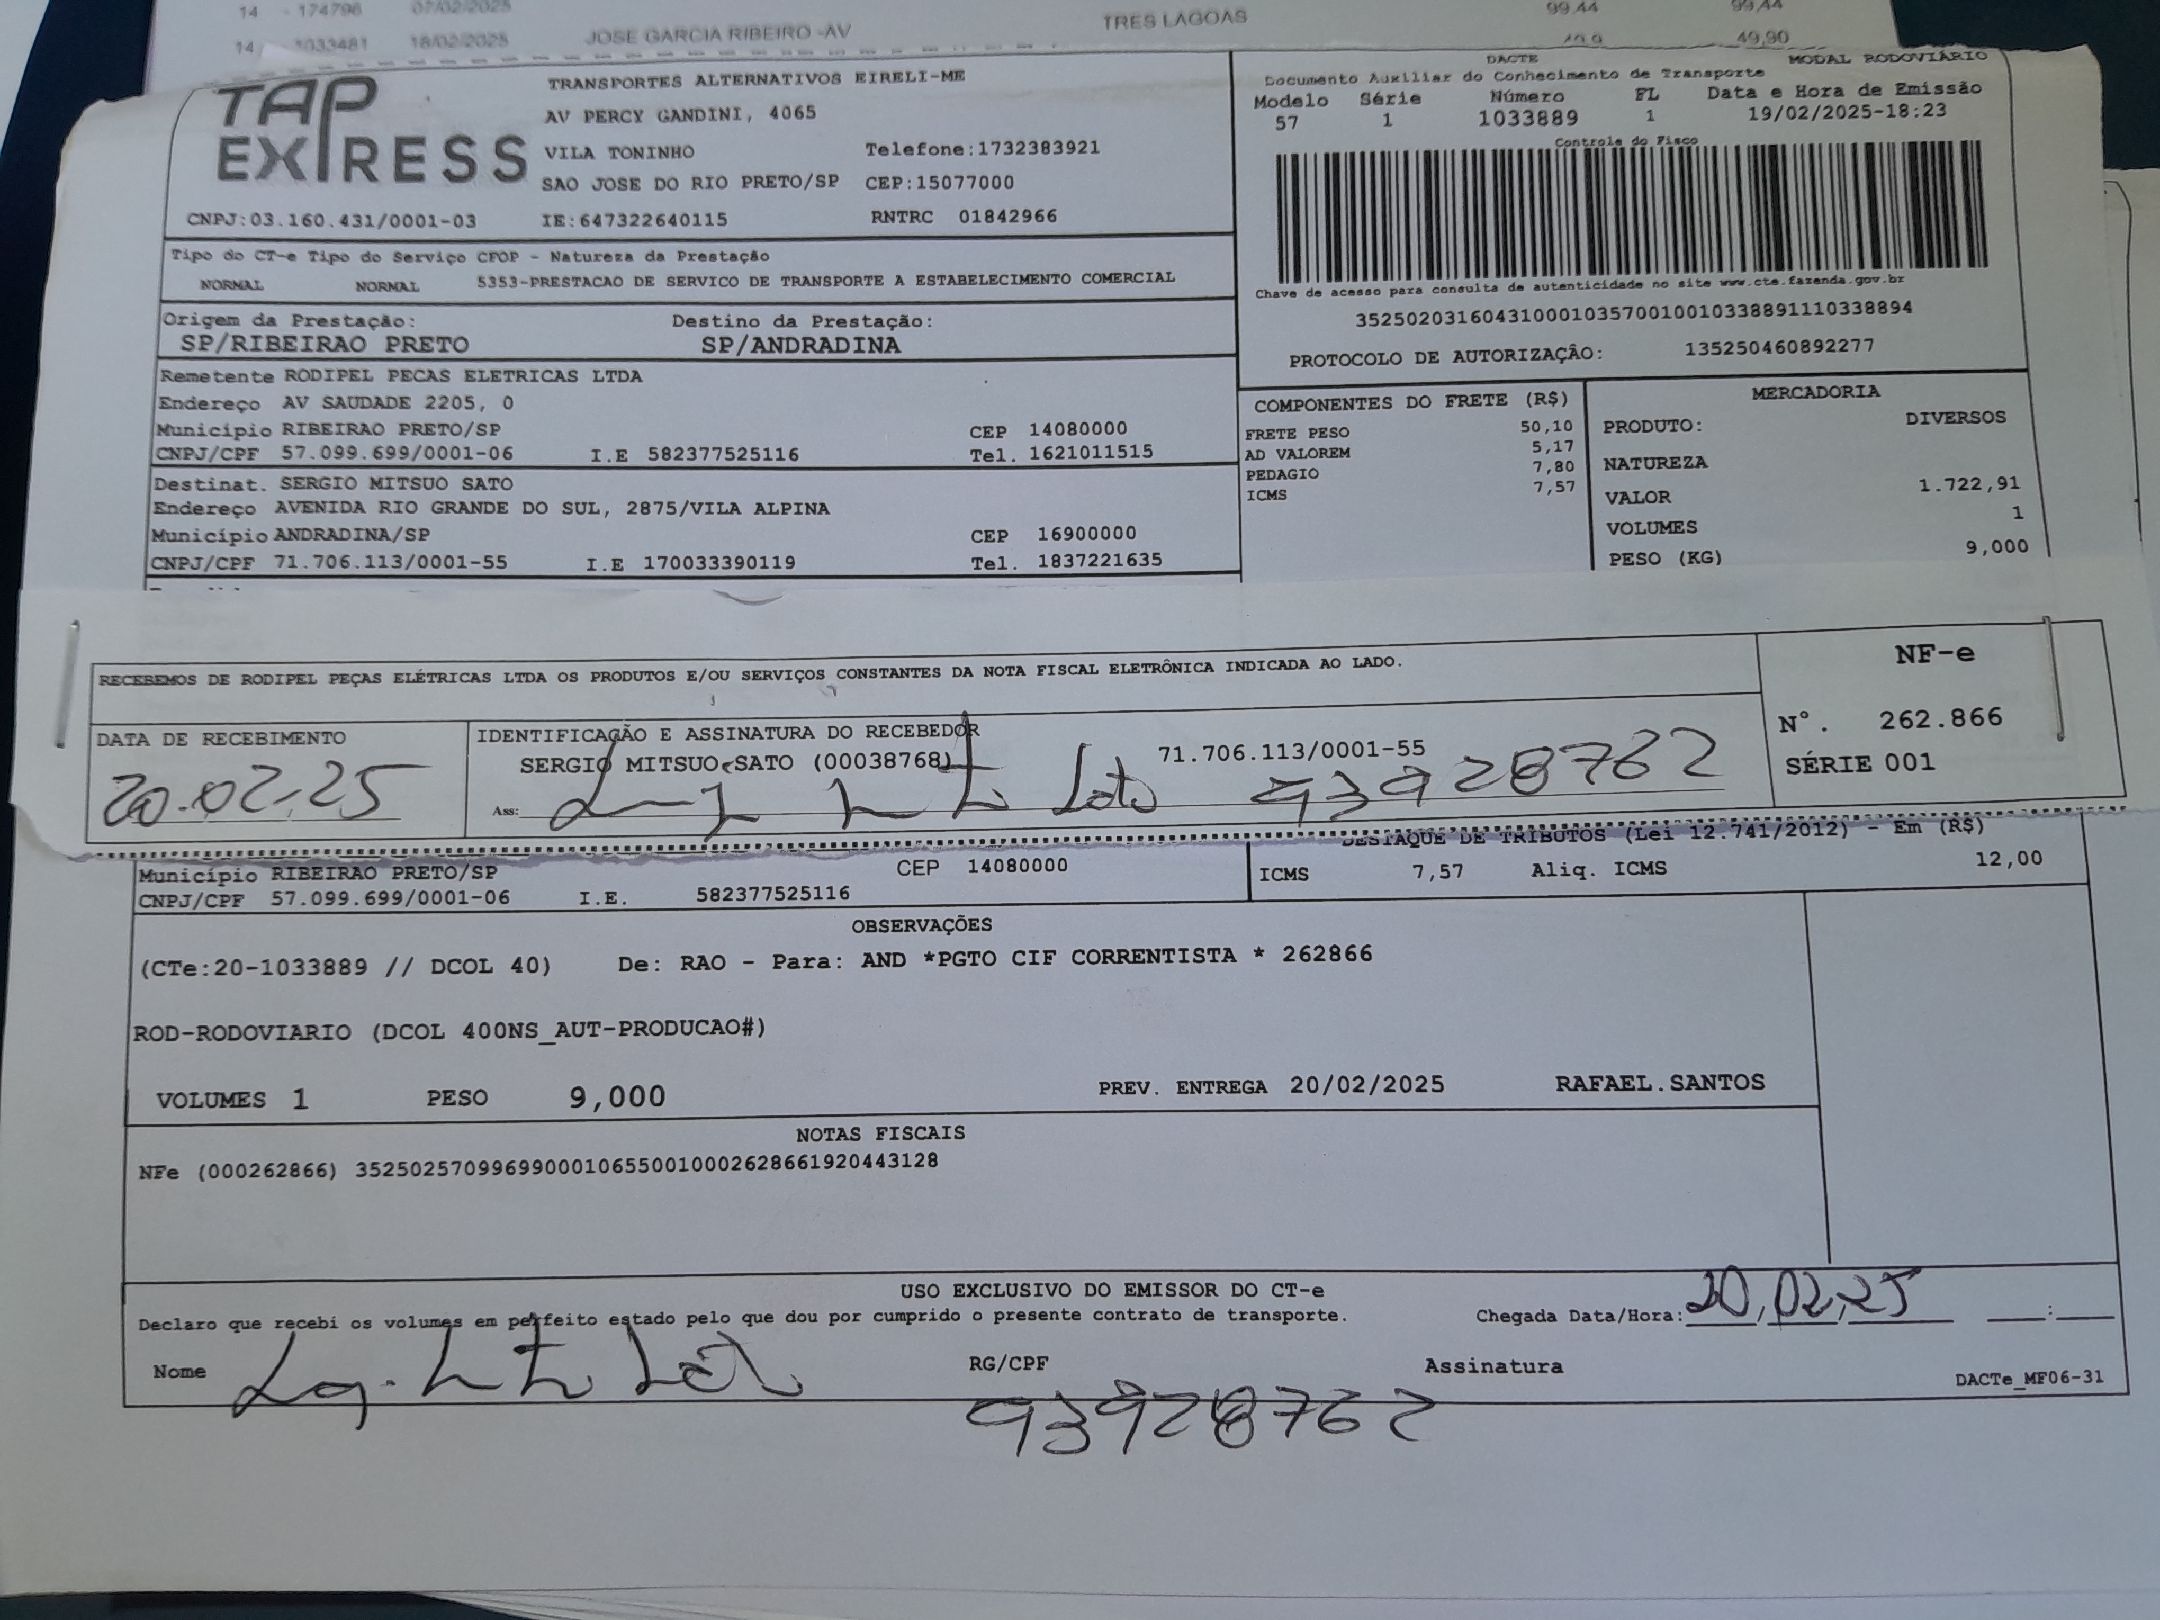 14 - 174796 07/02/2025 99,44 99,44
14 1033481 18/02/2025 JOSE GARCIA RIBEIRO -AV TRES LAGOAS 49,90
TAP EXPRESS
TRANSPORTES ALTERNATIVOS EIRELI-ME
AV PERCY GANDINI, 4065
VILA TONINHO Telefone:1732383921
SAO JOSE DO RIO PRETO/SP CEP:15077000
CNPJ:03.160.431/0001-03 IE:647322640115 RNTRC 01842966
DACTE MODAL RODOVIÁRIO
Documento Auxiliar do Conhecimento de Transporte
Modelo Série Número FL Data e Hora de Emissão
57 1 1033889 1 19/02/2025-18:23
Controle do Fisco
Chave de acesso para consulta de autenticidade no site www.cte.fazenda.gov.br
35250203160431000103570010010338891110338894
PROTOCOLO DE AUTORIZAÇÂO: 135250460892277
Tipo do CT-e Tipo do Serviço CFOP - Natureza da Prestação
NORMAL NORMAL 5353-PRESTACAO DE SERVICO DE TRANSPORTE A ESTABELECIMENTO COMERCIAL
Origem da Prestação: Destino da Prestação:
SP/RIBEIRAO PRETO SP/ANDRADINA
Remetente RODIPEL PECAS ELETRICAS LTDA
Endereço AV SAUDADE 2205, 0
Município RIBEIRAO PRETO/SP CEP 14080000
CNPJ/CPF 57.099.699/0001-06 I.E 582377525116 Tel. 1621011515
Destinat. SERGIO MITSUO SATO
Endereço AVENIDA RIO GRANDE DO SUL, 2875/VILA ALPINA
Município ANDRADINA/SP CEP 16900000
CNPJ/CPF 71.706.113/0001-55 I.E 170033390119 Tel. 1837221635
COMPONENTES DO FRETE (R$)
FRETE PESO 50,10
AD VALOREM 5,17
PEDAGIO 7,80
ICMS 7,57
MERCADORIA
PRODUTO: DIVERSOS
NATUREZA
VALOR 1.722,91
VOLUMES 1
PESO (KG) 9,000
RECEBEMOS DE RODIPEL PEÇAS ELÉTRICAS LTDA OS PRODUTOS E/OU SERVIÇOS CONSTANTES DA NOTA FISCAL ELETRÔNICA INDICADA AO LADO.
NF-e
Nº. 262.866
SÉRIE 001
DATA DE RECEBIMENTO
20.02.25
IDENTIFICAÇÃO E ASSINATURA DO RECEBEDOR
SERGIO MITSUO SATO (00038768) 71.706.113/0001-55
Ass: 93928762
DESTAQUE DE TRIBUTOS (Lei 12.741/2012) - Em (R$)
Município RIBEIRAO PRETO/SP CEP 14080000
CNPJ/CPF 57.099.699/0001-06 I.E. 582377525116
ICMS 7,57 Aliq. ICMS 12,00
OBSERVAÇÕES
(CTe:20-1033889 // DCOL 40) De: RAO - Para: AND *PGTO CIF CORRENTISTA * 262866
ROD-RODOVIARIO (DCOL 400NS_AUT-PRODUCAO#)
VOLUMES 1 PESO 9,000 PREV. ENTREGA 20/02/2025 RAFAEL.SANTOS
NOTAS FISCAIS
NFe (000262866) 35250257099699000106550010002628661920443128
USO EXCLUSIVO DO EMISSOR DO CT-e
Declaro que recebi os volumes em perfeito estado pelo que dou por cumprido o presente contrato de transporte. Chegada Data/Hora: 20,02,25 :
Nome RG/CPF Assinatura
93928762
DACTe_MF06-31